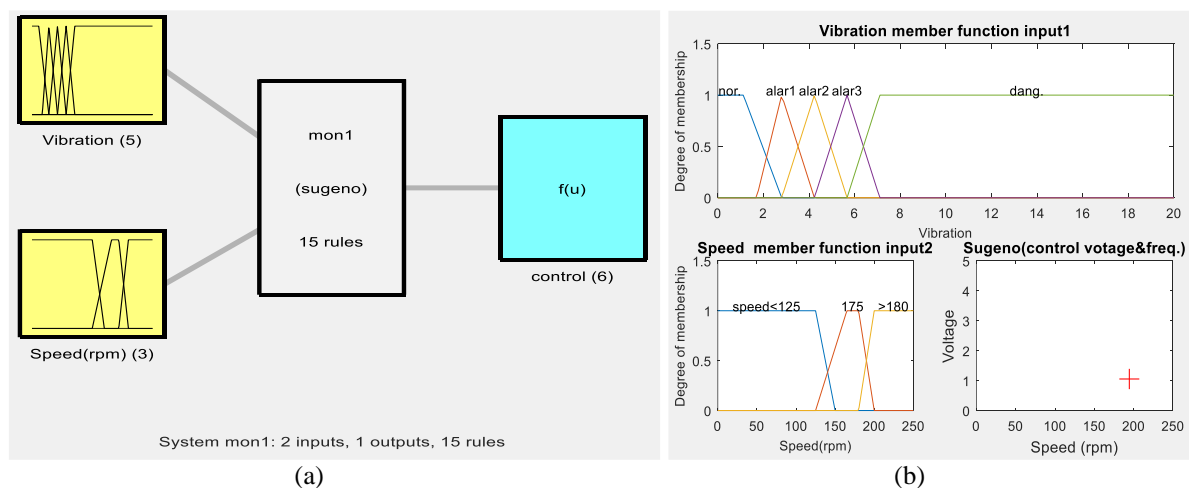 Vibration (5)
mon1
(sugeno)
15 rules
f(u)
control (6)
Speed(rpm) (3)
System mon1: 2 inputs, 1 outputs, 15 rules
(a)
Vibration member function input1
Degree of membership
1.5
1
0.5
0
nor. alar1 alar2 alar3 dang.
0 2 4 6 8 10 12 14 16 18 20
Vibration
Speed member function input2
Degree of membership
1.5
1
0.5
0
speed<125 175 >180
0 50 100 150 200 250
Speed(rpm)
Sugeno(control votage&freq.)
Voltage
5
4
3
2
1
0
0 50 100 150 200 250
Speed (rpm)
(b)